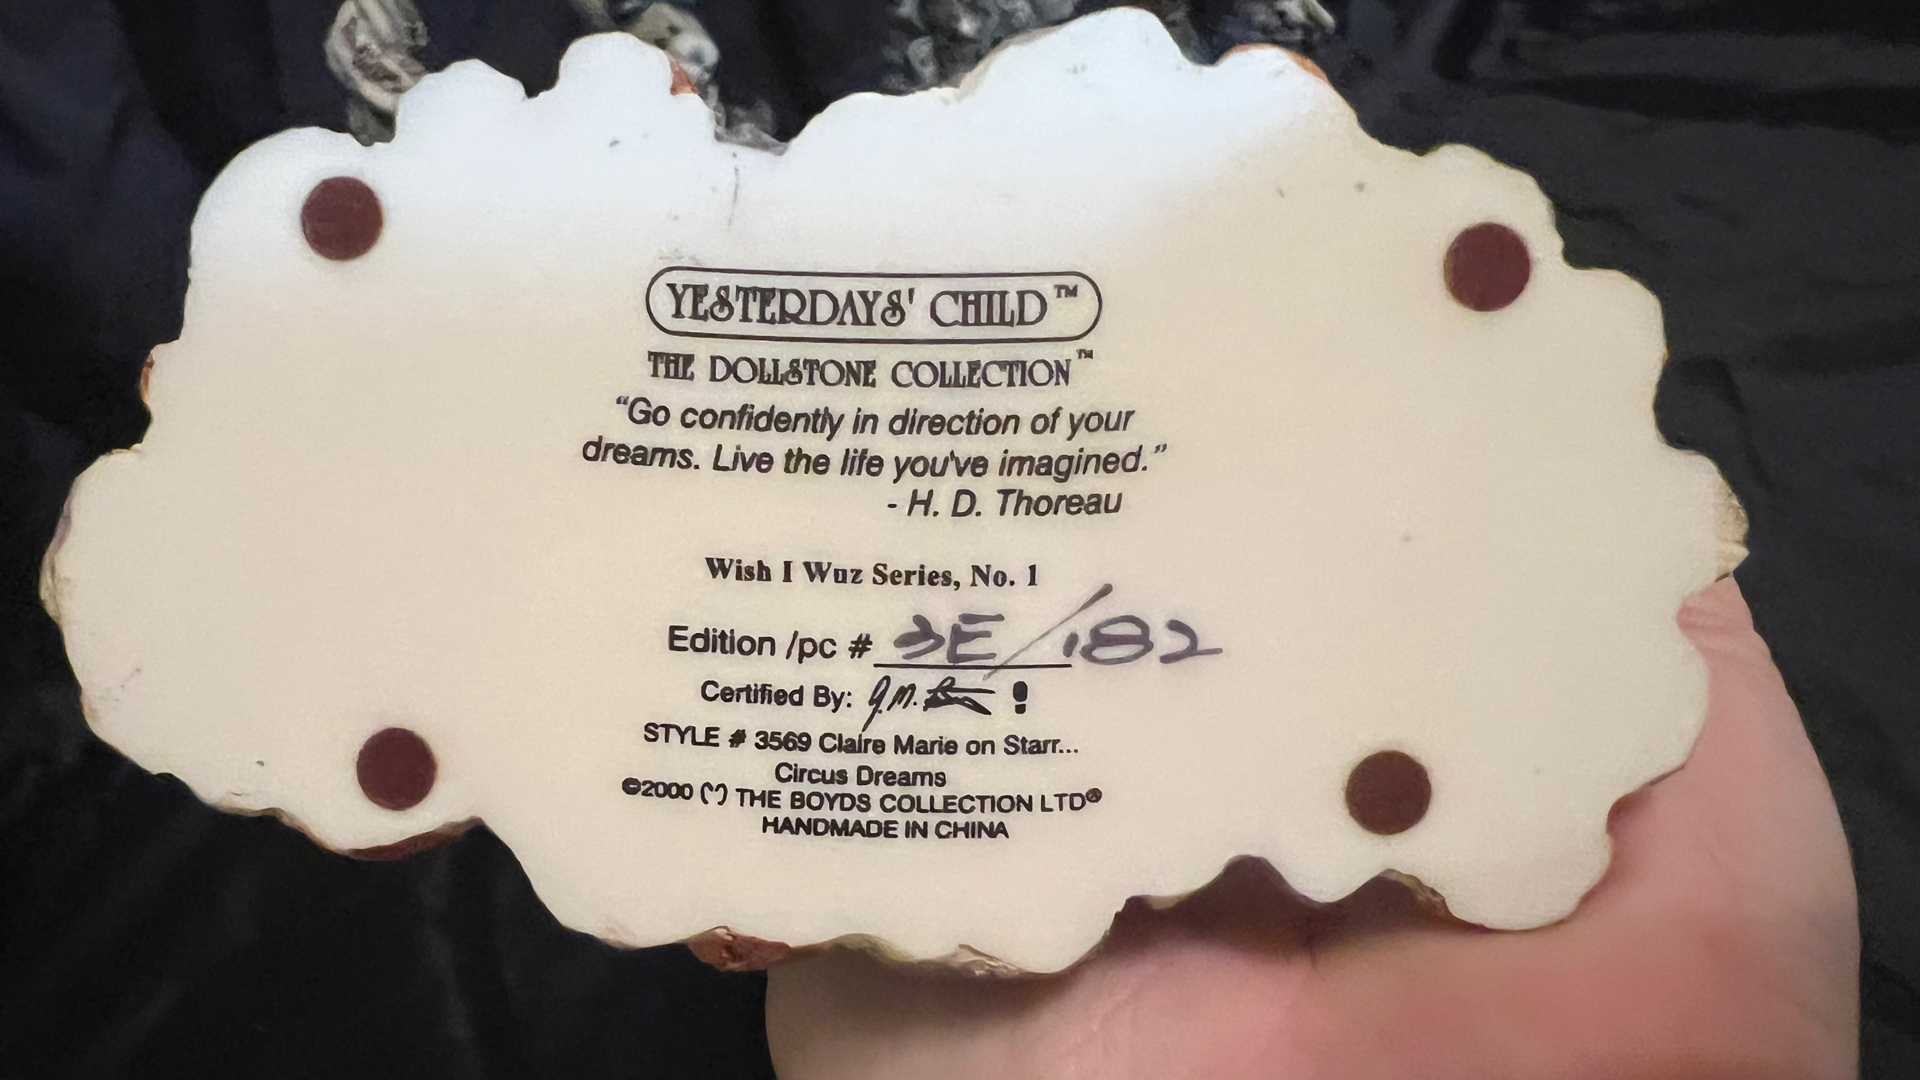 YESTERDAYS' CHILD™
THE DOLLSTONE COLLECTION™
“Go confidently in direction of your
dreams. Live the life you've imagined.”
- H. D. Thoreau
Wish I Wuz Series, No. 1
Edition /pc # 3E/182
Certified By: J.M.
STYLE # 3569 Claire Marie on Starr...
Circus Dreams
©2000 (") THE BOYDS COLLECTION LTD®
HANDMADE IN CHINA